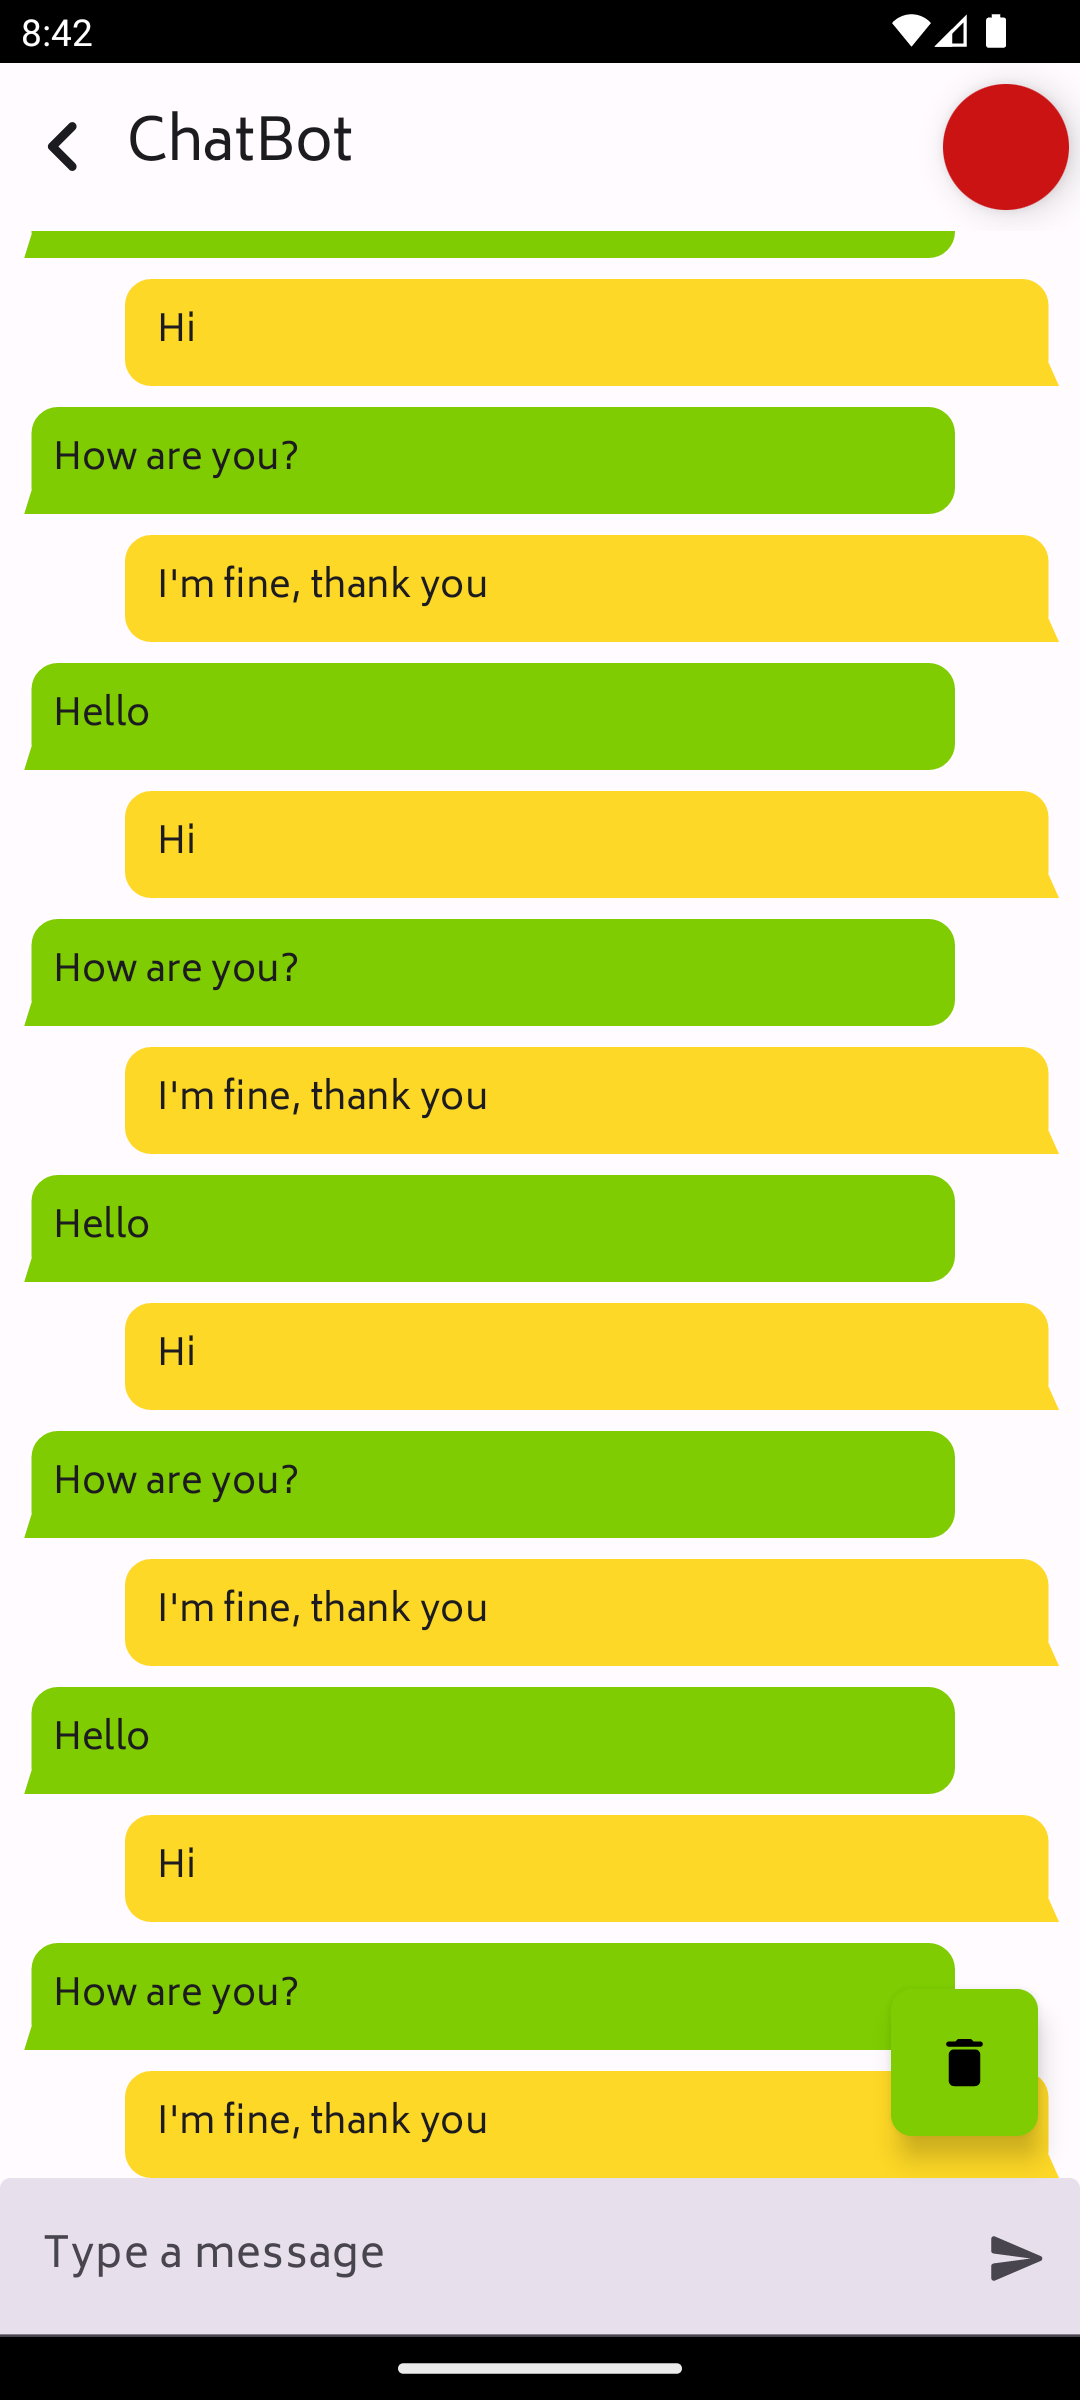 8:42
ChatBot
Hi
How are you?
I'm fine, thank you
Hello
Hi
How are you?
I'm fine, thank you
Hello
Hi
How are you?
I'm fine, thank you
Hello
Hi
How are you?
I'm fine, thank you
Type a message